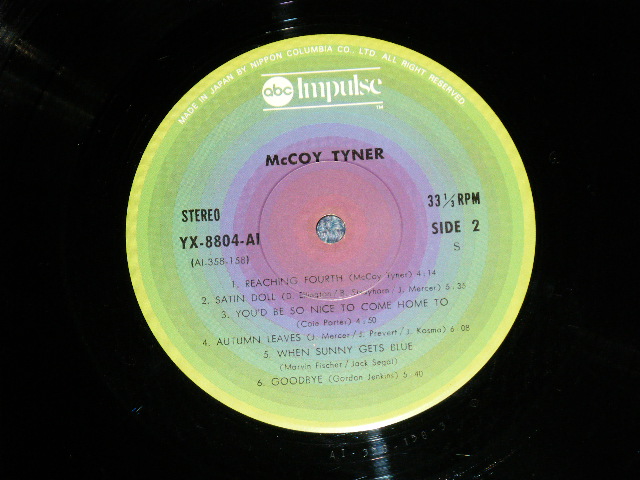 MADE IN JAPAN BY NIPPON COLUMBIA CO., LTD. ALL RIGHT RESERVED
abc Impulse
TM
McCOY TYNER
STEREO
33 1/3 RPM
YX-8804-AI
SIDE 2
(AI-358-158)
S
1. REACHING FOURTH (McCoy Tyner) 4:14
2. SATIN DOLL (D. Ellington/B. Strayhorn/J. Mercer) 5:35
3. YOU'D BE SO NICE TO COME HOME TO
(Cole Porter) 4:50
4. AUTUMN LEAVES (J. Mercer/J. Prevert/J. Kosma) 6:08
5. WHEN SUNNY GETS BLUE
(Marvin Fischer/Jack Segal)
6. GOODBYE (Gordon Jenkins) 5:40